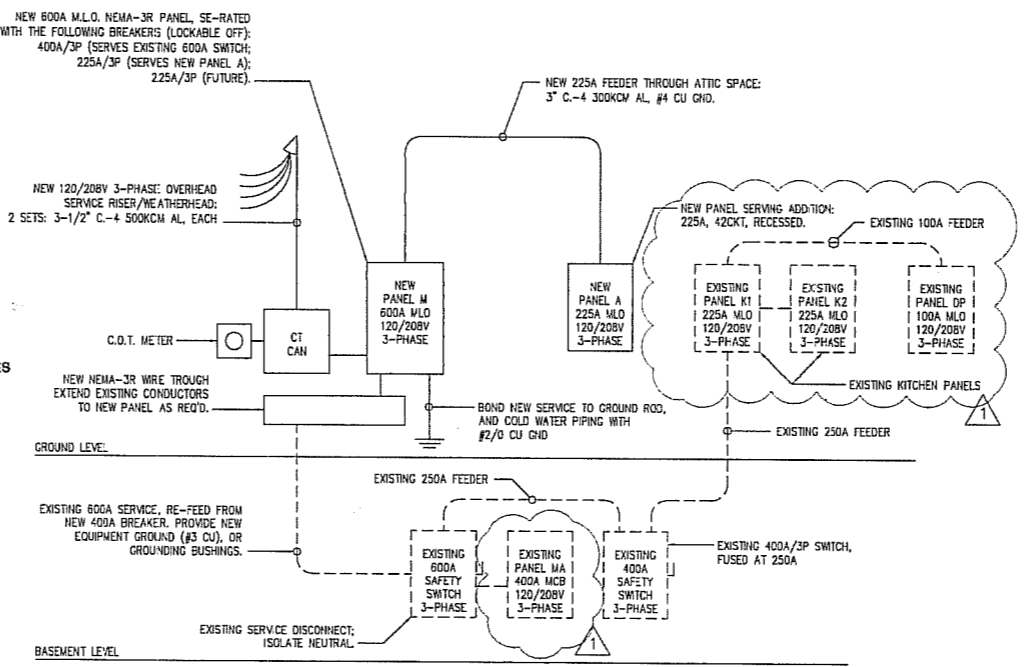 NEW 600A M.L.O. NEMA-3R PANEL, SE-RATED
WITH THE FOLLOWING BREAKERS (LOCKABLE OFF):
400A/3P (SERVES EXISTING 600A SWITCH;
225A/3P (SERVES NEW PANEL A);
225A/3P (FUTURE).
NEW 225A FEEDER THROUGH ATTIC SPACE:
3" C.-4 300KCM AL, #4 CU GND.
NEW 120/208V 3-PHASE OVERHEAD
SERVICE RISER/WEATHERHEAD;
2 SETS: 3-1/2" C.-4 500KCM AL, EACH
NEW PANEL SERVING ADDITION:
225A, 42CKT, RECESSED.
EXISTING 100A FEEDER
NEW
PANEL M
600A MLO
120/208V
3-PHASE
NEW
PANEL A
225A MLO
120/208V
3-PHASE
EXISTING
PANEL K1
225A MLO
120/208V
3-PHASE
EXISTING
PANEL K2
225A MLO
120/208V
3-PHASE
EXISTING
PANEL DP
100A MLO
120/208V
3-PHASE
C.O.T. METER
CT
CAN
ES
NEW NEMA-3R WIRE TROUGH
EXTEND EXISTING CONDUCTORS
TO NEW PANEL AS REQ'D.
EXISTING KITCHEN PANELS
1
BOND NEW SERVICE TO GROUND ROD,
AND COLD WATER PIPING WITH
#2/0 CU GND
EXISTING 250A FEEDER
GROUND LEVEL
EXISTING 250A FEEDER
EXISTING 600A SERVICE, RE-FEED FROM
NEW 400A BREAKER. PROVIDE NEW
EQUIPMENT GROUND (#3 CU), OR
GROUNDING BUSHINGS.
EXISTING
600A
SAFETY
SWITCH
3-PHASE
EXISTING
PANEL MA
400A MCB
120/208V
3-PHASE
EXISTING
400A
SAFETY
SWITCH
3-PHASE
EXISTING 400A/3P SWITCH,
FUSED AT 250A
EXISTING SERVICE DISCONNECT;
ISOLATE NEUTRAL
1
BASEMENT LEVEL